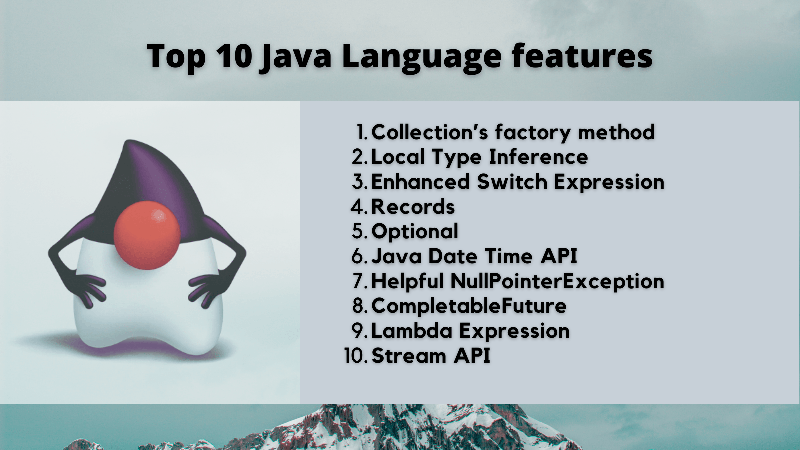 Top 10 Java Language features
1. Collection's factory method
2. Local Type Inference
3. Enhanced Switch Expression
4. Records
5. Optional
6. Java Date Time API
7. Helpful NullPointerException
8. CompletableFuture
9. Lambda Expression
10. Stream API